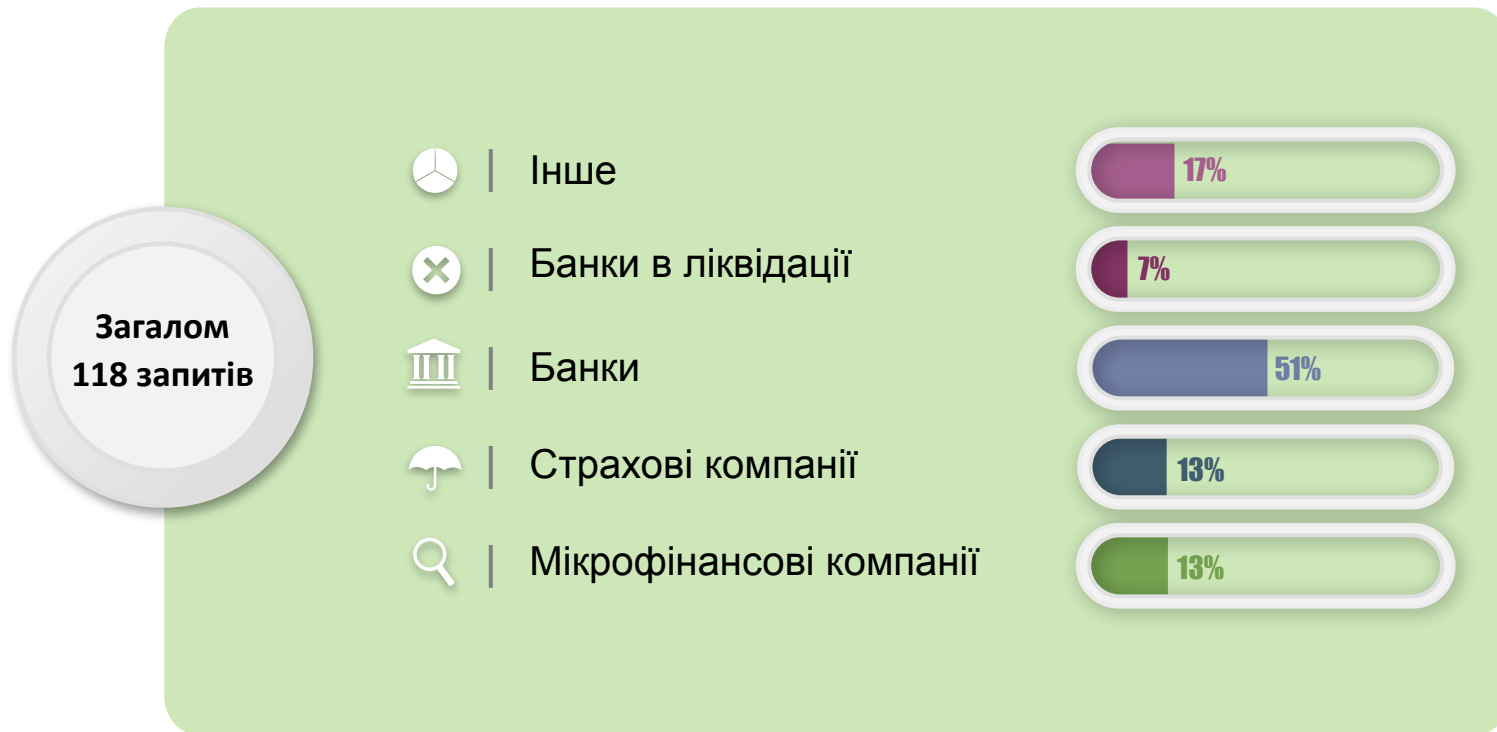 Загалом
118 запитів
Інше
17%
Банки в ліквідації
7%
Банки
51%
Страхові компанії
13%
Мікрофінансові компанії
13%